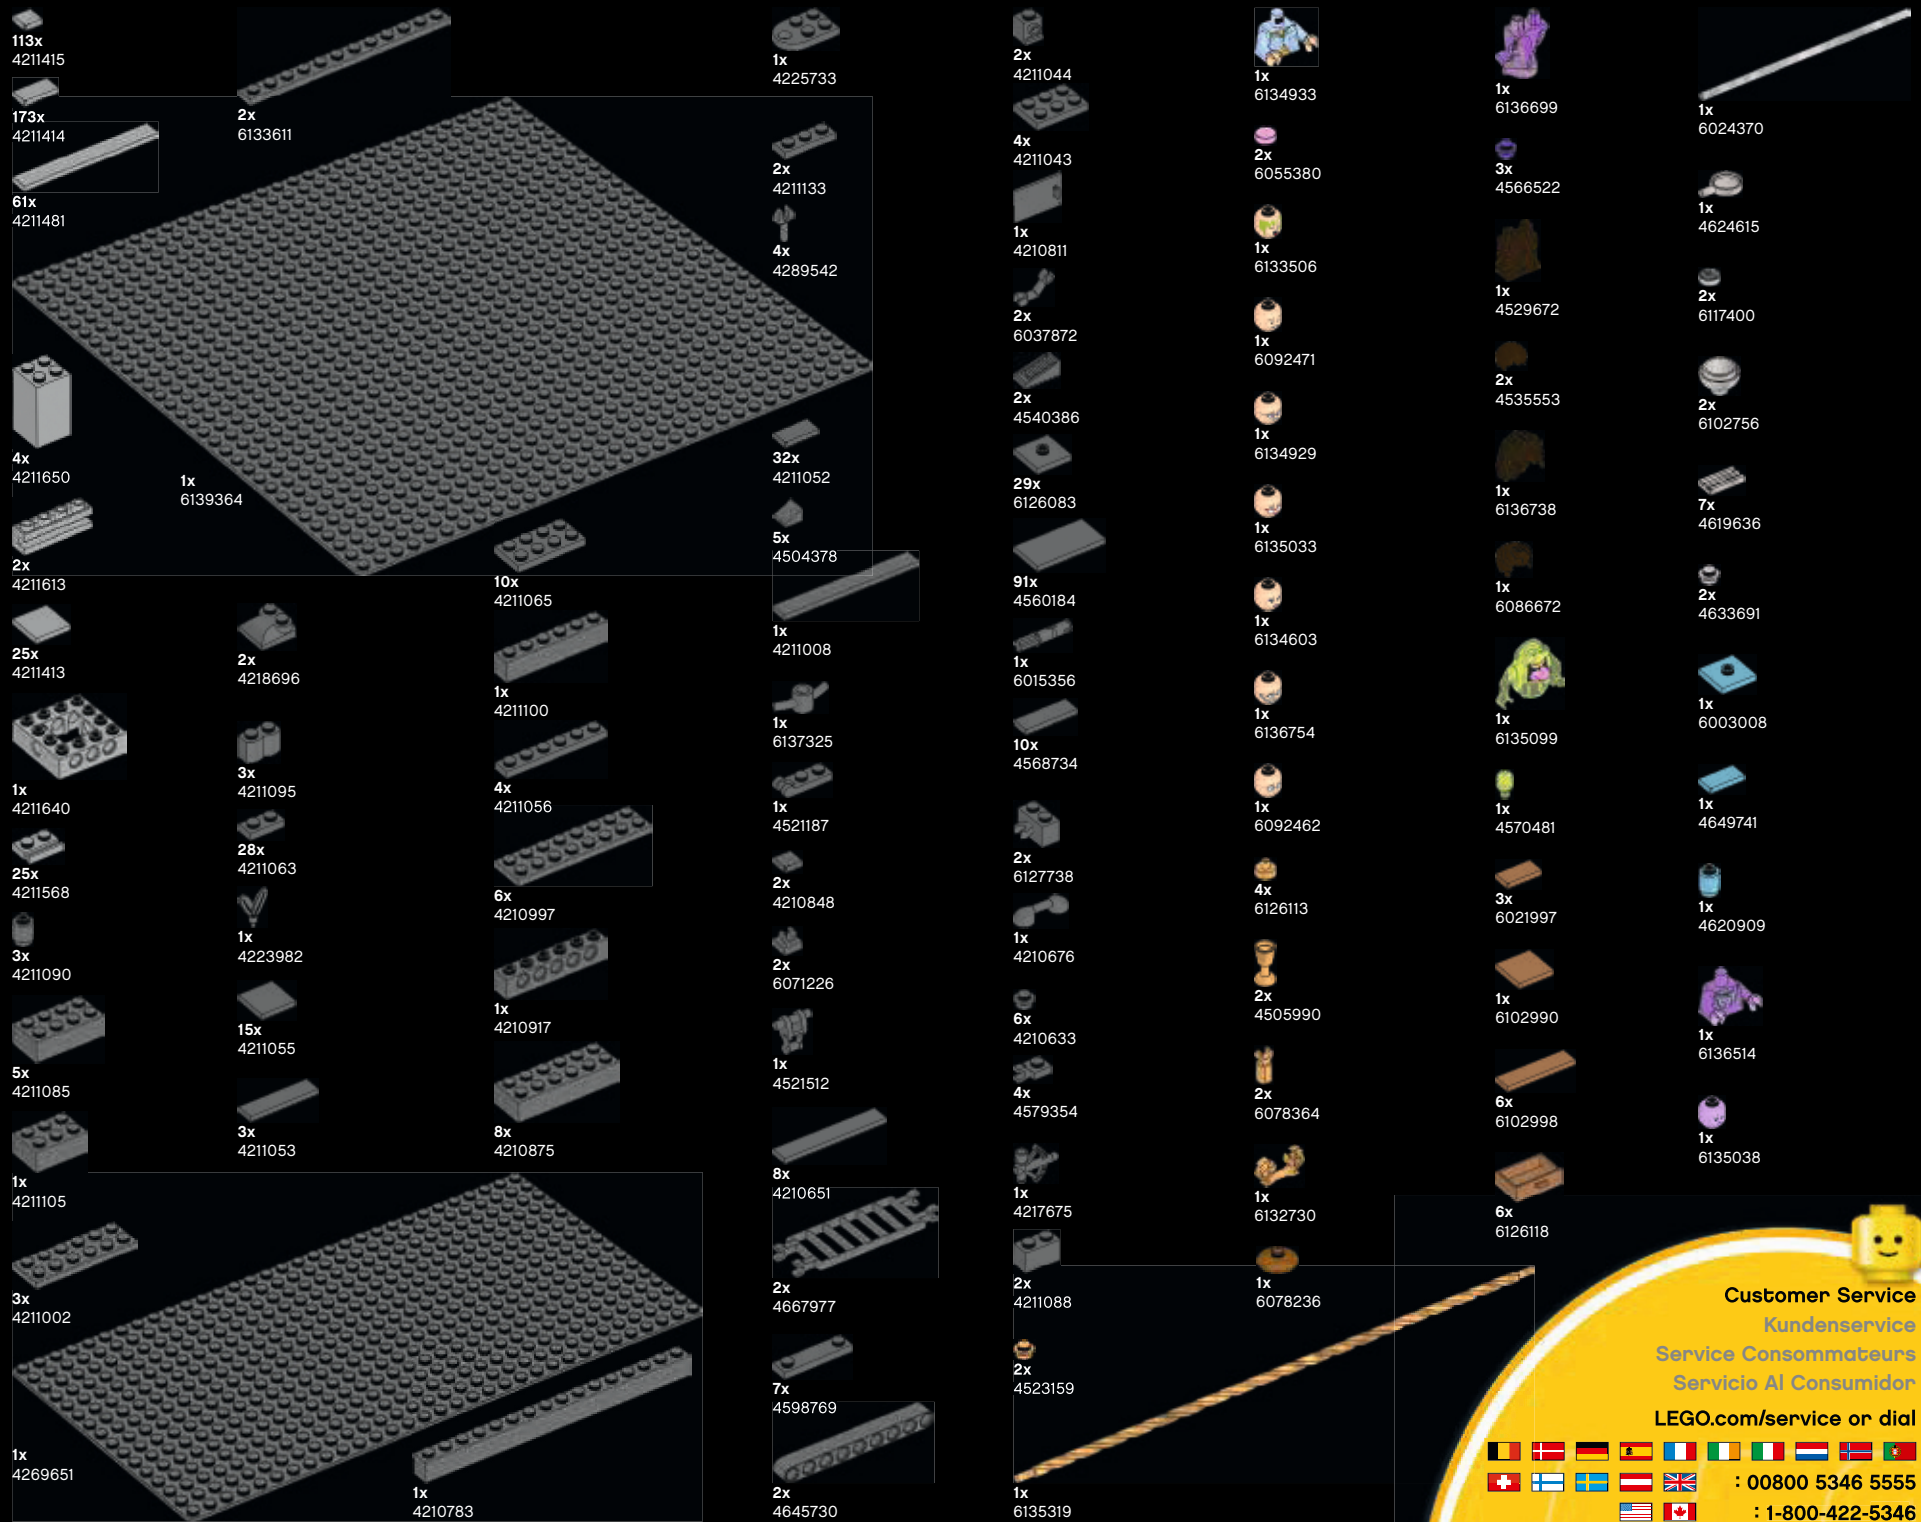 113x
4211415
173x
4211414
61x
4211481
4x
4211650
2x
4211613
25x
4211413
1x
4211640
25x
4211568
3x
4211090
5x
4211085
1x
4211105
3x
4211002
1x
4269651
2x
6133611
1x
6139364
2x
4218696
3x
4211095
28x
4211063
1x
4223982
15x
4211055
3x
4211053
10x
4211065
1x
4211100
4x
4211056
6x
4210997
1x
4210917
8x
4210875
1x
4210783
1x
4225733
2x
4211133
4x
4289542
32x
4211052
5x
4504378
1x
4211008
1x
6137325
1x
4521187
2x
4210848
2x
6071226
1x
4521512
8x
4210651
2x
4667977
7x
4598769
2x
4645730
2x
4211044
4x
4211043
1x
4210811
2x
6037872
2x
4540386
29x
6126083
91x
4560184
1x
6015356
10x
4568734
2x
6127738
1x
4210676
6x
4210633
4x
4579354
1x
4217675
2x
4211088
2x
4523159
1x
6135319
1x
6134933
2x
6055380
1x
6133506
1x
6092471
1x
6134929
1x
6135033
1x
6134603
1x
6136754
1x
6092462
4x
6126113
2x
4505990
2x
6078364
1x
6132730
1x
6078236
1x
6136699
3x
4566522
1x
4529672
2x
4535553
1x
6136738
1x
6086672
1x
6135099
1x
4570481
3x
6021997
1x
6102990
6x
6102998
6x
6126118
1x
6024370
1x
4624615
2x
6117400
2x
6102756
7x
4619636
2x
4633691
1x
6003008
1x
4649741
1x
4620909
1x
6136514
1x
6135038
Customer Service
Kundenservice
Service Consommateurs
Servicio Al Consumidor
LEGO.com/service or dial
: 00800 5346 5555
: 1-800-422-5346